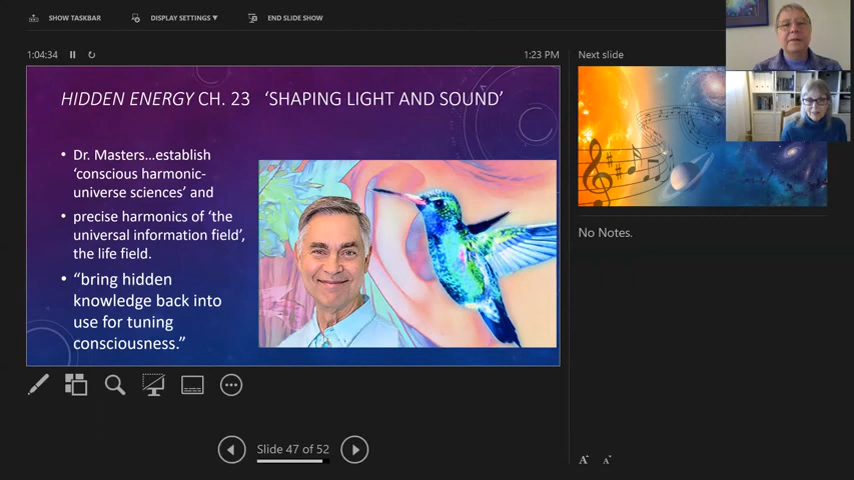 SHOW TASKBAR
DISPLAY SETTINGS ▼
END SLIDE SHOW
1:04:34
1:23 PM
Next slide
HIDDEN ENERGY CH. 23 ‘SHAPING LIGHT AND SOUND’
• Dr. Masters...establish
‘conscious harmonic-
universe sciences’ and
• precise harmonics of ‘the
universal information field’,
the life field.
• “bring hidden
knowledge back into
use for tuning
consciousness.”
No Notes.
Slide 47 of 52
A A